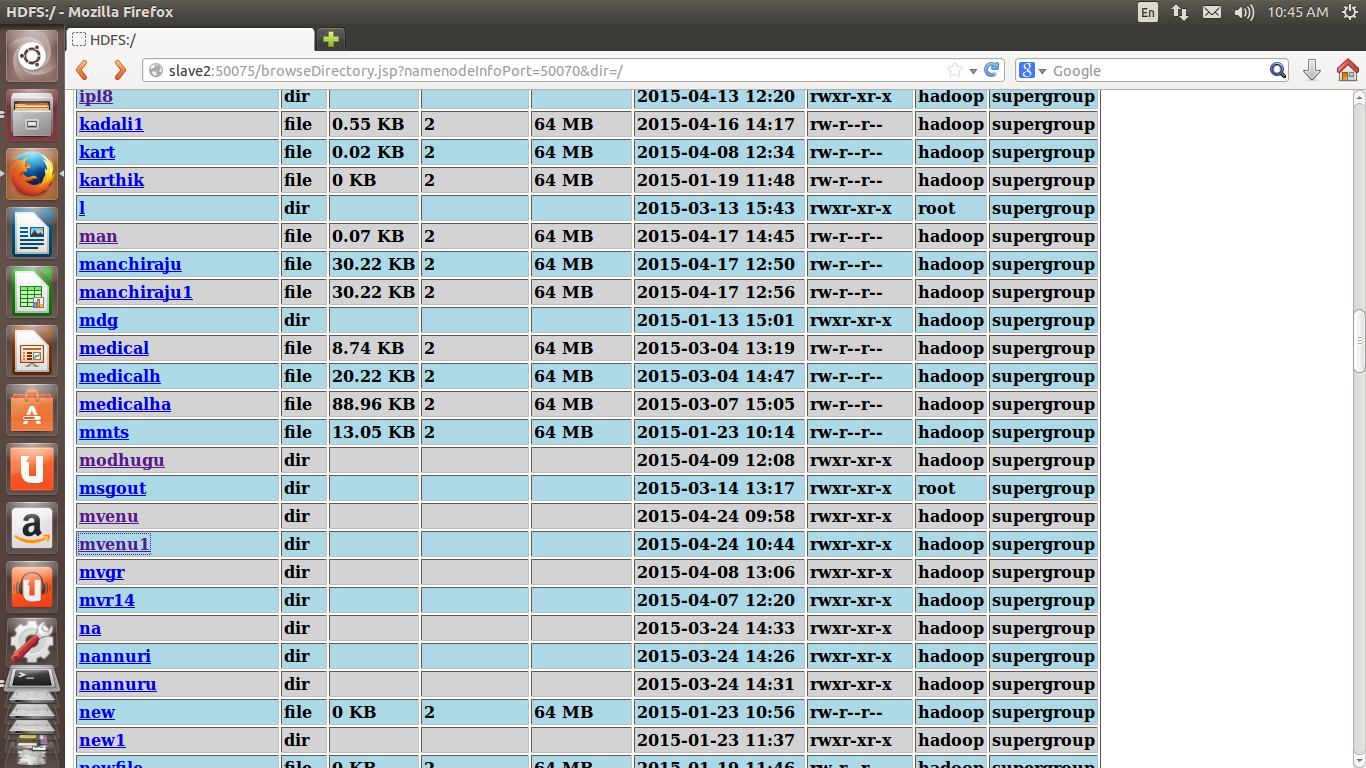 HDFS:/ - Mozilla Firefox En 10:45 AM
HDFS:/
slave2:50075/browseDirectory.jsp?namenodeInfoPort=50070&dir=/ Google
ipl8 dir 2015-04-13 12:20 rwxr-xr-x hadoop supergroup
kadali1 file 0.55 KB 2 64 MB 2015-04-16 14:17 rw-r--r-- hadoop supergroup
kart file 0.02 KB 2 64 MB 2015-04-08 12:34 rw-r--r-- hadoop supergroup
karthik file 0 KB 2 64 MB 2015-01-19 11:48 rw-r--r-- hadoop supergroup
l dir 2015-03-13 15:43 rwxr-xr-x root supergroup
man file 0.07 KB 2 64 MB 2015-04-17 14:45 rw-r--r-- hadoop supergroup
manchiraju file 30.22 KB 2 64 MB 2015-04-17 12:50 rw-r--r-- hadoop supergroup
manchiraju1 file 30.22 KB 2 64 MB 2015-04-17 12:56 rw-r--r-- hadoop supergroup
mdg dir 2015-01-13 15:01 rwxr-xr-x hadoop supergroup
medical file 8.74 KB 2 64 MB 2015-03-04 13:19 rw-r--r-- hadoop supergroup
medicalh file 20.22 KB 2 64 MB 2015-03-04 14:47 rw-r--r-- hadoop supergroup
medicalha file 88.96 KB 2 64 MB 2015-03-07 15:05 rw-r--r-- hadoop supergroup
mmts file 13.05 KB 2 64 MB 2015-01-23 10:14 rw-r--r-- hadoop supergroup
modhugu dir 2015-04-09 12:08 rwxr-xr-x hadoop supergroup
msgout dir 2015-03-14 13:17 rwxr-xr-x root supergroup
mvenu dir 2015-04-24 09:58 rwxr-xr-x hadoop supergroup
mvenu1 dir 2015-04-24 10:44 rwxr-xr-x hadoop supergroup
mvgr dir 2015-04-08 13:06 rwxr-xr-x hadoop supergroup
mvr14 dir 2015-04-07 12:20 rwxr-xr-x hadoop supergroup
na dir 2015-03-24 14:33 rwxr-xr-x hadoop supergroup
nannuri dir 2015-03-24 14:26 rwxr-xr-x hadoop supergroup
nannuru dir 2015-03-24 14:31 rwxr-xr-x hadoop supergroup
new file 0 KB 2 64 MB 2015-01-23 10:56 rw-r--r-- hadoop supergroup
new1 dir 2015-01-23 11:37 rwxr-xr-x hadoop supergroup
newfile file 0 KB 2 64 MB 2015-01-19 11:46 rw-r--r-- hadoop supergroup